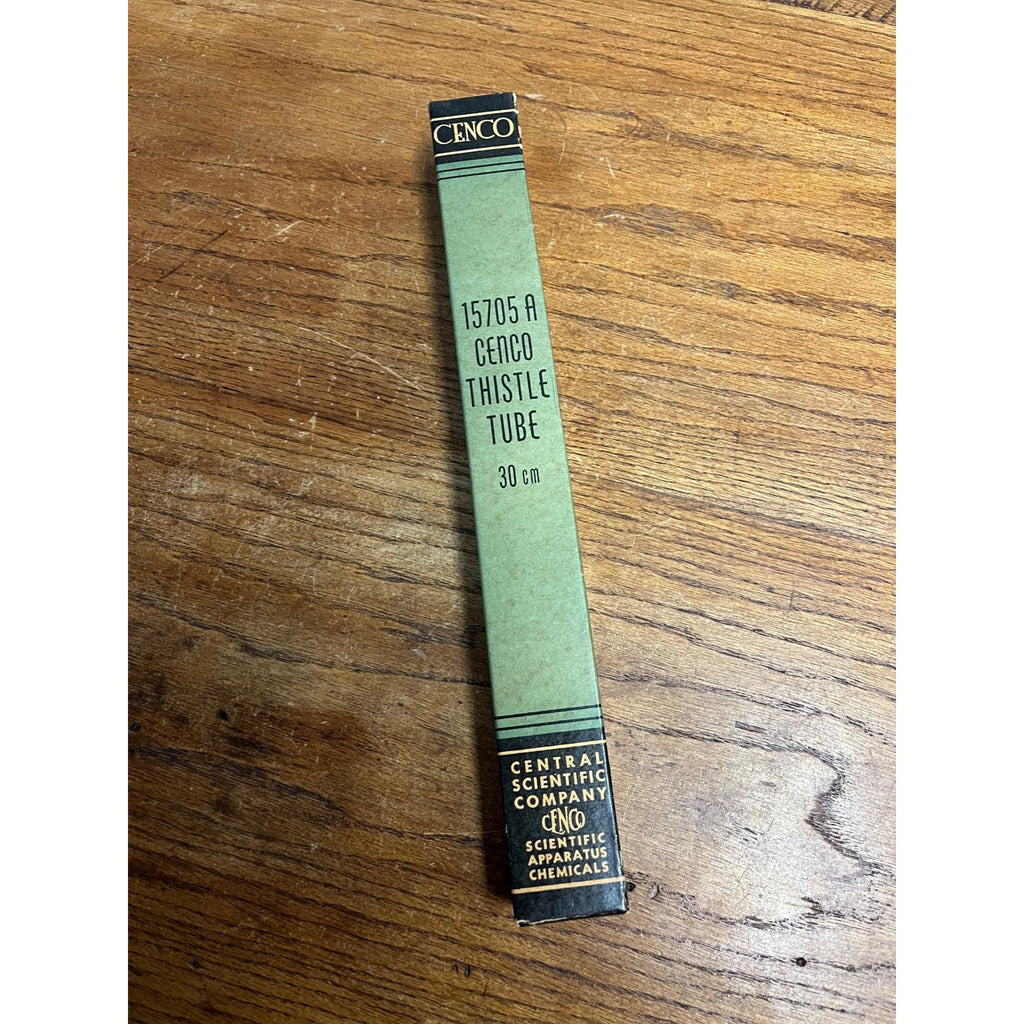 CENCO
15705 A
CENCO
THISTLE
TUBE
30 cm
CENTRAL
SCIENTIFIC
COMPANY
CENCO
SCIENTIFIC
APPARATUS
CHEMICALS